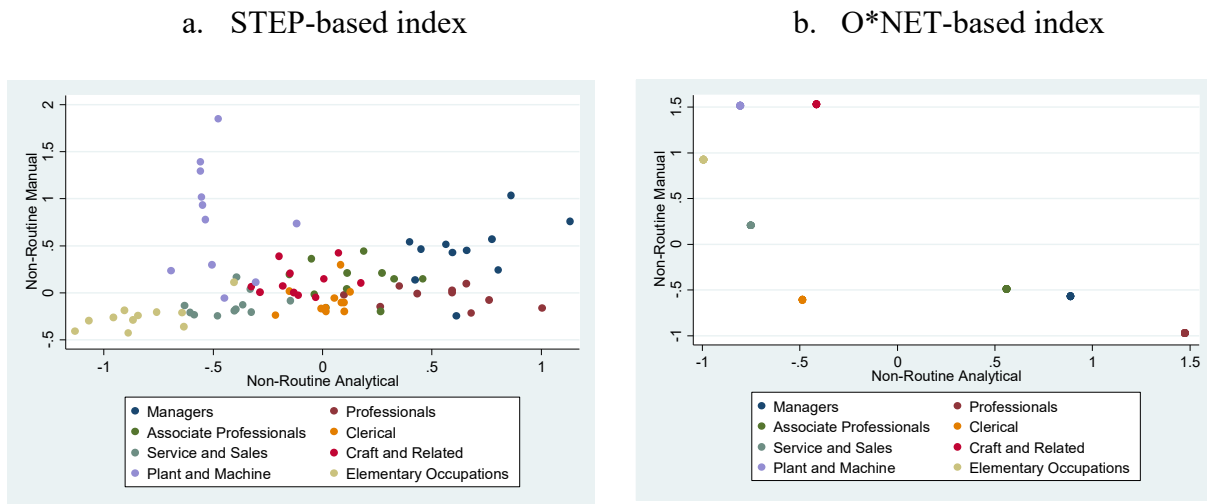 a. STEP-based index
b. O*NET-based index
Non-Routine Manual
2
1.5
1
.5
0
-.5
-1
-.5
0
.5
1
Non-Routine Analytical
Managers
Professionals
Associate Professionals
Clerical
Service and Sales
Craft and Related
Plant and Machine
Elementary Occupations
Non-Routine Manual
1.5
1
.5
0
-.5
-1
-1
-.5
0
.5
1
1.5
Non-Routine Analytical
Managers
Professionals
Associate Professionals
Clerical
Service and Sales
Craft and Related
Plant and Machine
Elementary Occupations